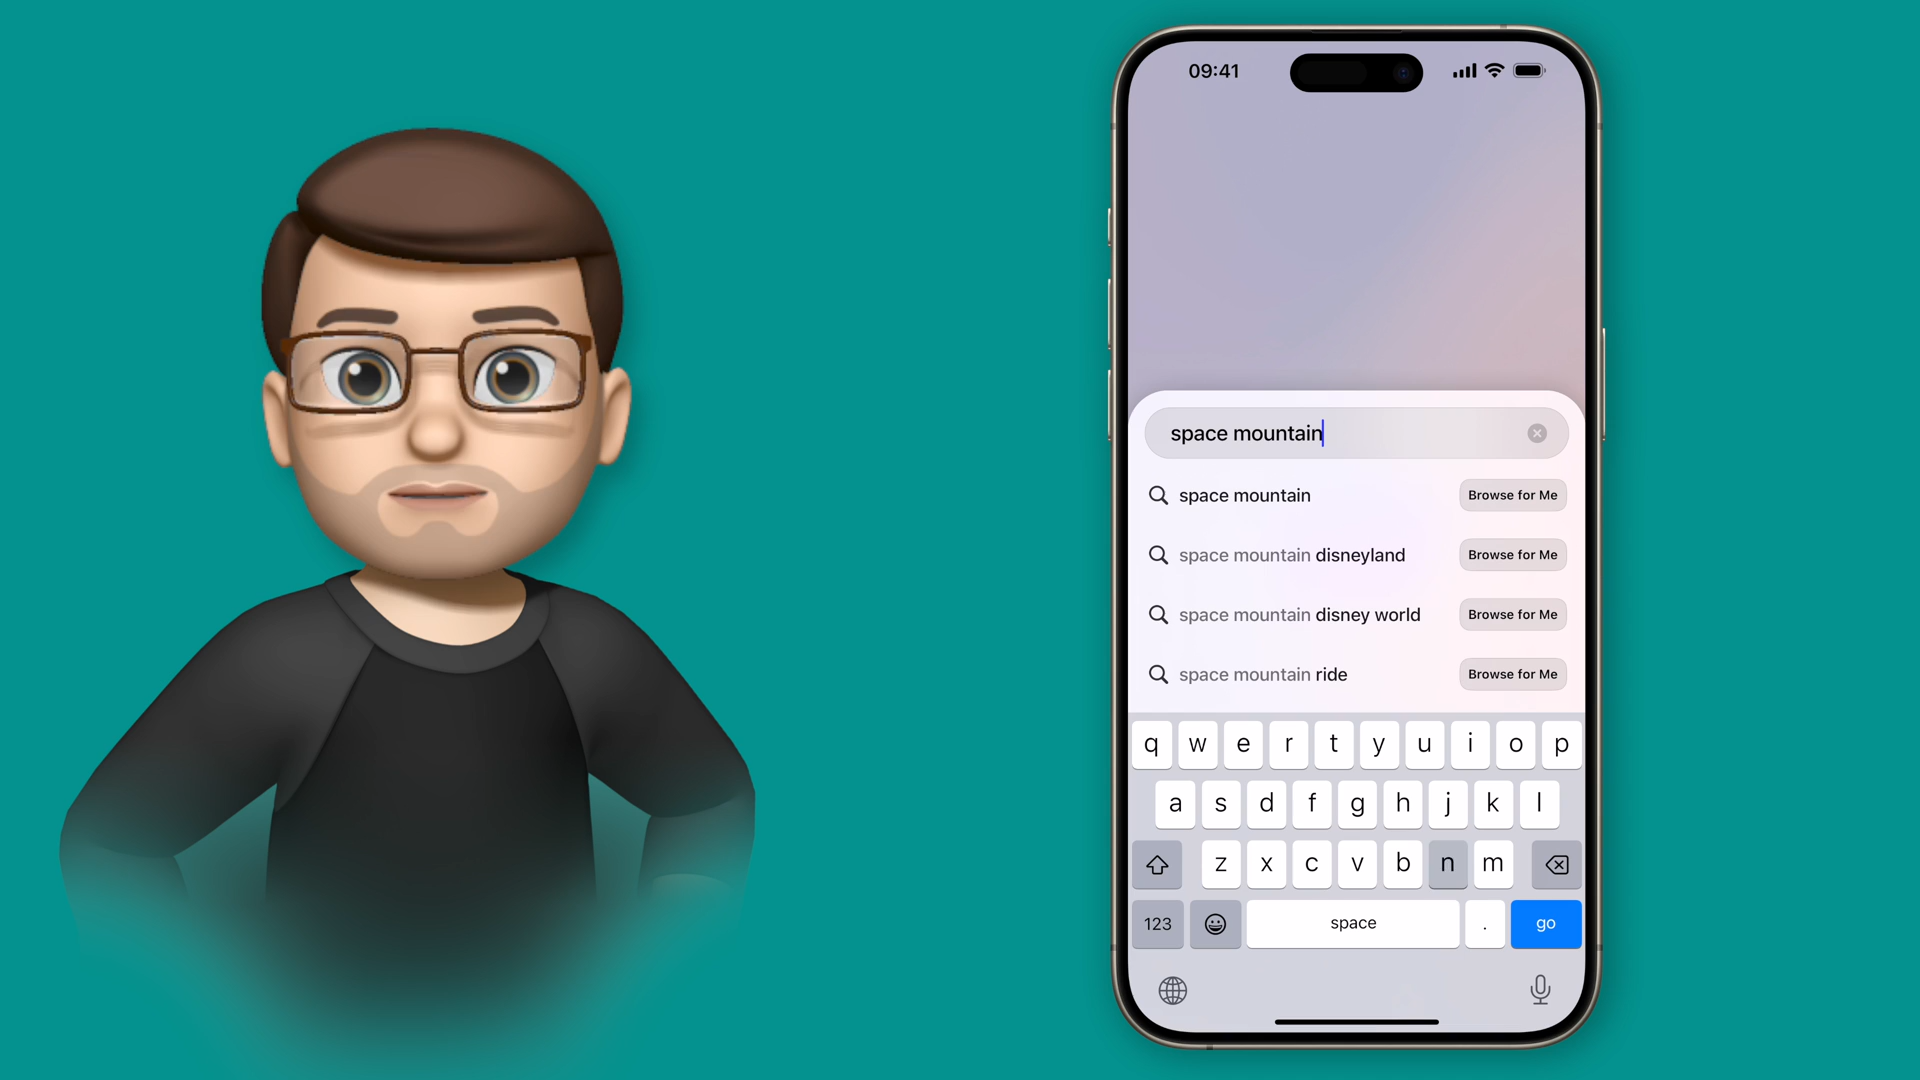 09:41
space mountain
space mountain Browse for Me
space mountain disneyland Browse for Me
space mountain disney world Browse for Me
space mountain ride Browse for Me
q w e r t y u i o p
a s d f g h j k l
z x c v b n m
123 space . go